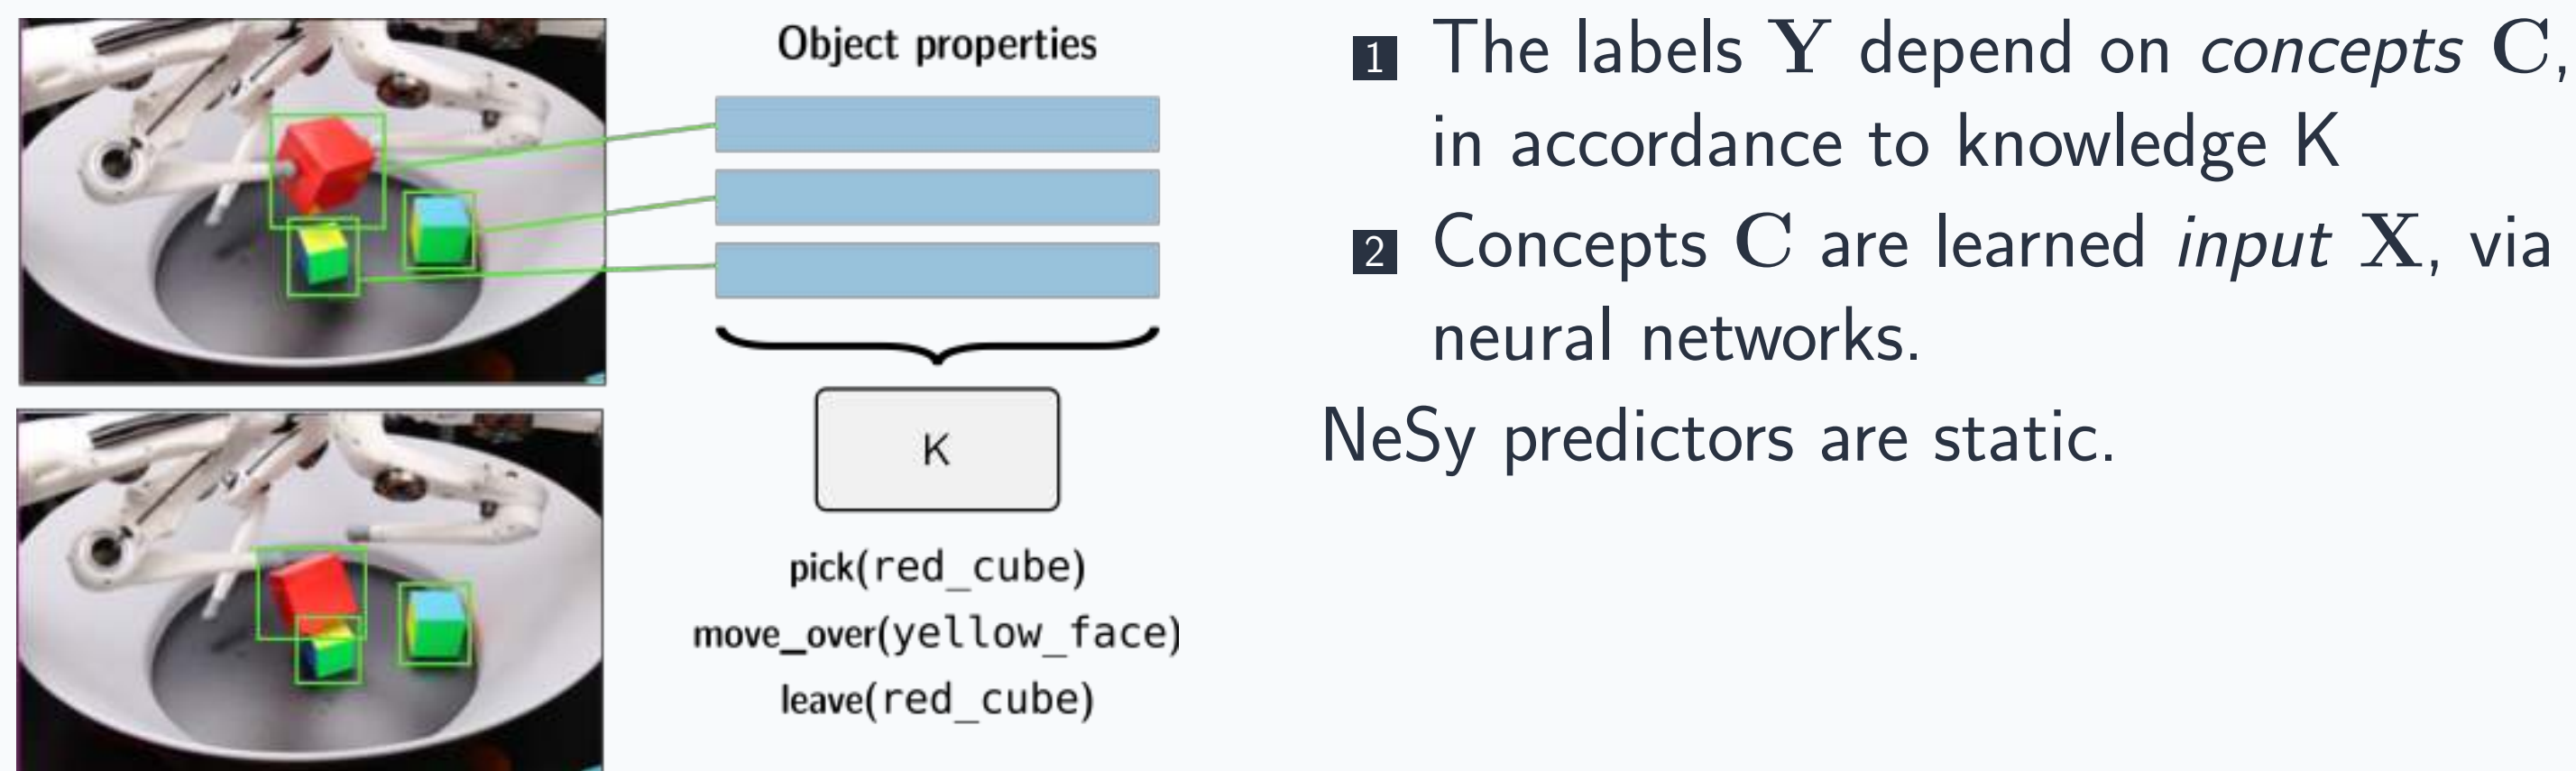 Object properties
K
pick(red_cube)
move_over(yellow_face)
leave(red_cube)
1 The labels Y depend on concepts C,
in accordance to knowledge K
2 Concepts C are learned input X, via
neural networks.
NeSy predictors are static.